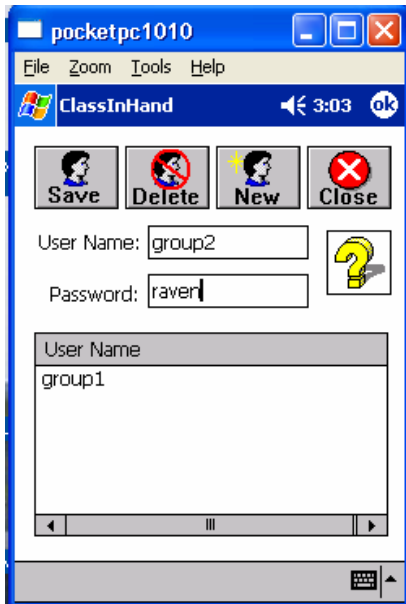 pocketpc1010
File Zoom Tools Help
ClassInHand 3:03 ok
Save Delete New Close
User Name: group2
Password: raven
User Name
group1